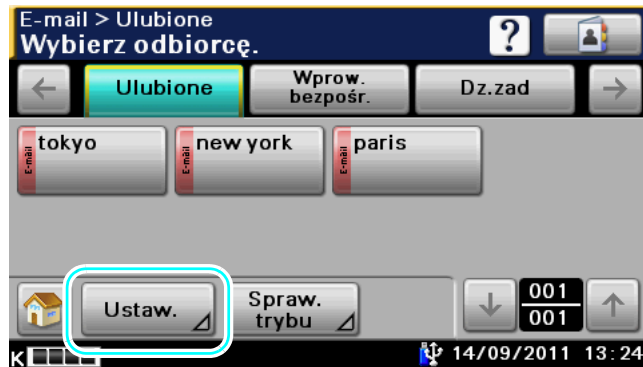 E-mail > Ulubione
Wybierz odbiorcę.
?
Ulubione
Wprow.
bezpośr.
Dz.zad
E-mail
tokyo
E-mail
new york
E-mail
paris
Ustaw.
Spraw.
trybu
001
001
K
14/09/2011 13:24